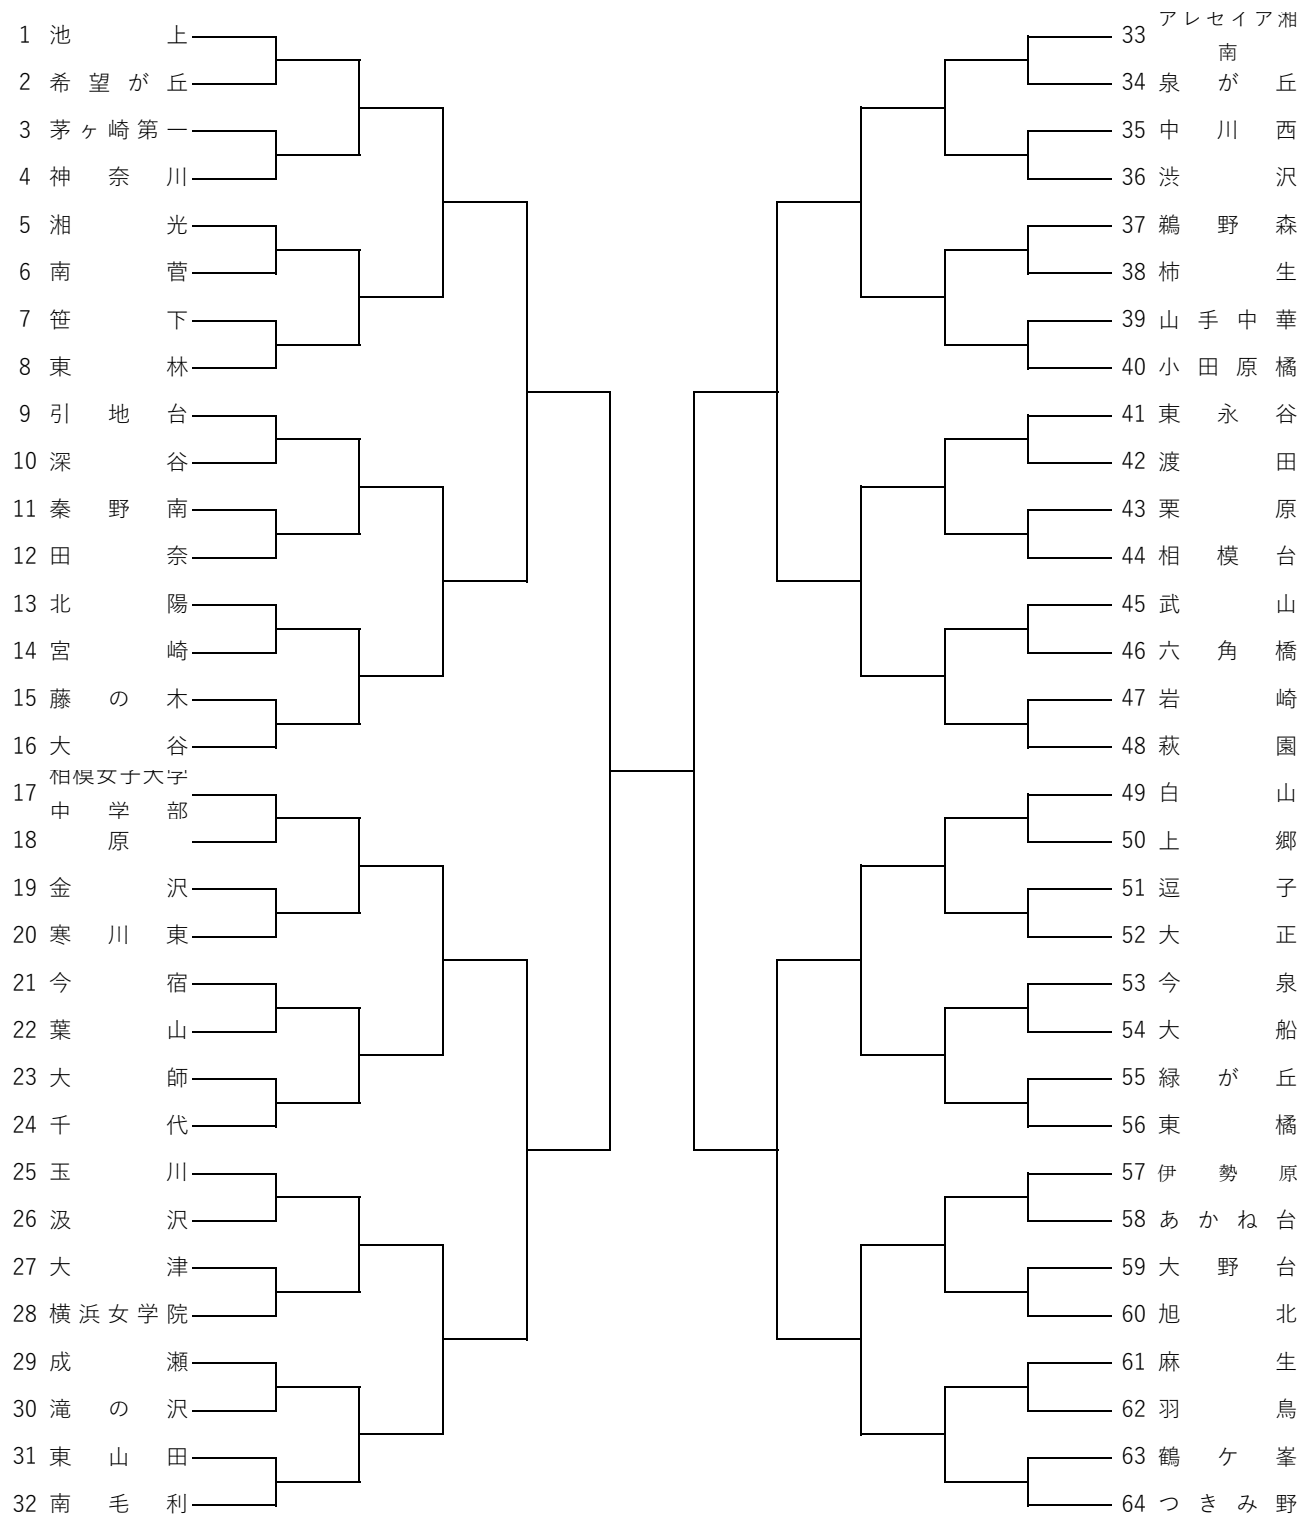 1 池上
2 希望が丘
3 茅ヶ崎第一
4 神奈川
5 湘光
6 南菅
7 笹下
8 東林
9 引地台
10 深谷
11 秦野南
12 田奈
13 北陽
14 宮崎
15 藤の木
16 大谷
17 相模女子大学
中学部
18 原
19 金沢
20 寒川東
21 今宿
22 葉山
23 大師
24 千代
25 玉川
26 汲沢
27 大津
28 横浜女学院
29 成瀬
30 滝の沢
31 東山田
32 南毛利
33 アレセイア湘
南
34 泉が丘
35 中川西
36 渋沢
37 鵜野森
38 柿生
39 山手中華
40 小田原橘
41 東永谷
42 渡田
43 栗原
44 相模台
45 武山
46 六角橋
47 岩崎
48 萩園
49 白山
50 上郷
51 逗子
52 大正
53 今泉
54 大船
55 緑が丘
56 東橘
57 伊勢原
58 あかね台
59 大野台
60 旭北
61 麻生
62 羽鳥
63 鶴ケ峯
64 つきみ野